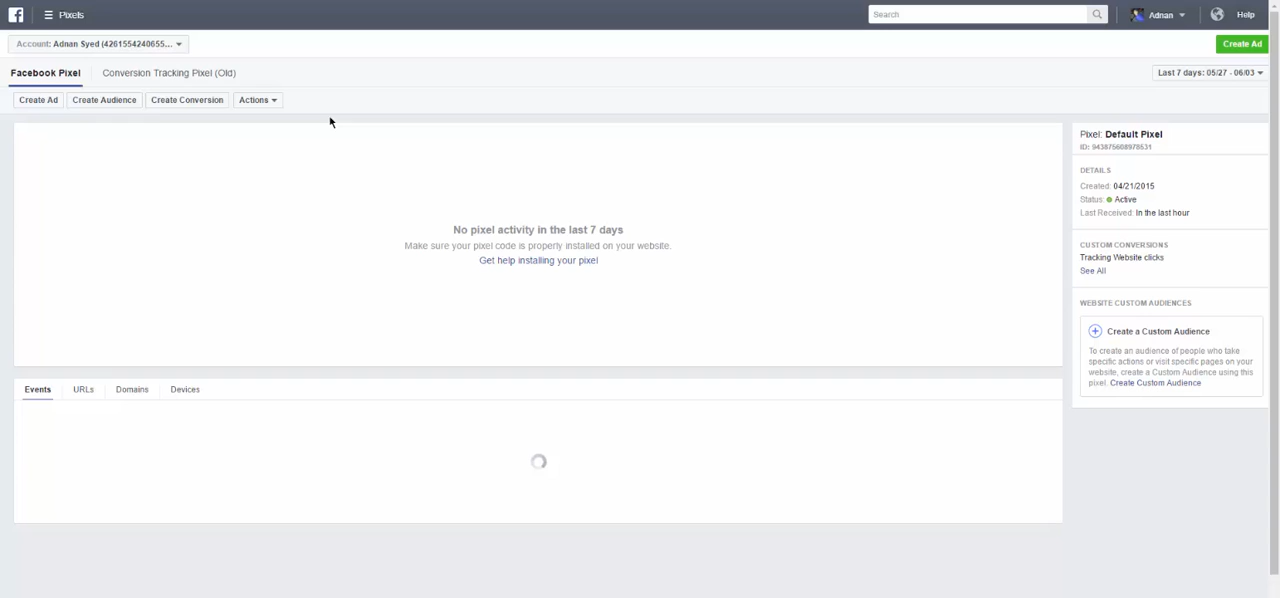 f Pixels Search Adnan Help
Account: Adnan Syed (4261554240655... Create Ad
Facebook Pixel Conversion Tracking Pixel (Old) Last 7 days: 05/27 - 06/03
Create Ad Create Audience Create Conversion Actions
No pixel activity in the last 7 days
Make sure your pixel code is properly installed on your website.
Get help installing your pixel
Events URLs Domains Devices
Pixel: Default Pixel
ID: 943875608978531
DETAILS
Created: 04/21/2015
Status: Active
Last Received: In the last hour
CUSTOM CONVERSIONS
Tracking Website clicks
See All
WEBSITE CUSTOM AUDIENCES
Create a Custom Audience
To create an audience of people who take
specific actions or visit specific pages on your
website, create a Custom Audience using this
pixel. Create Custom Audience